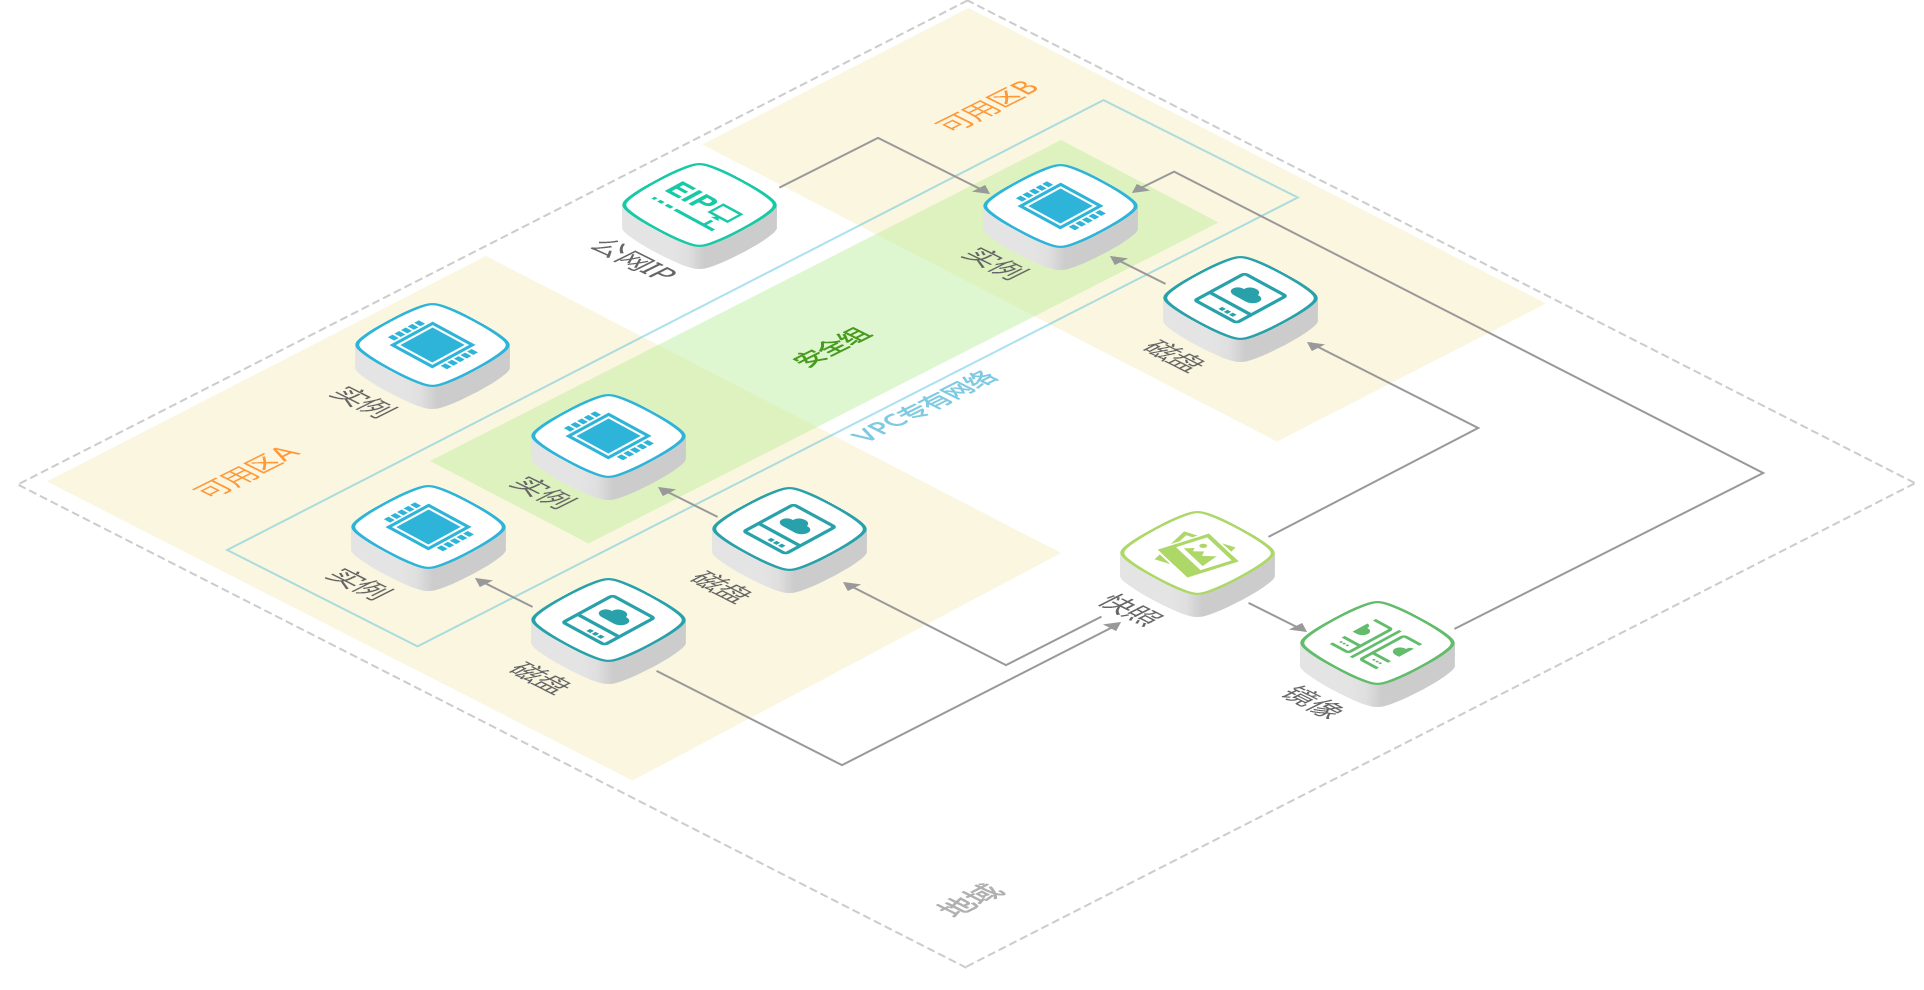 可用区B
EIP
公网IP
实例
磁盘
安全组
VPC专有网络
实例
可用区A
实例
实例
磁盘
磁盘
快照
镜像
地域